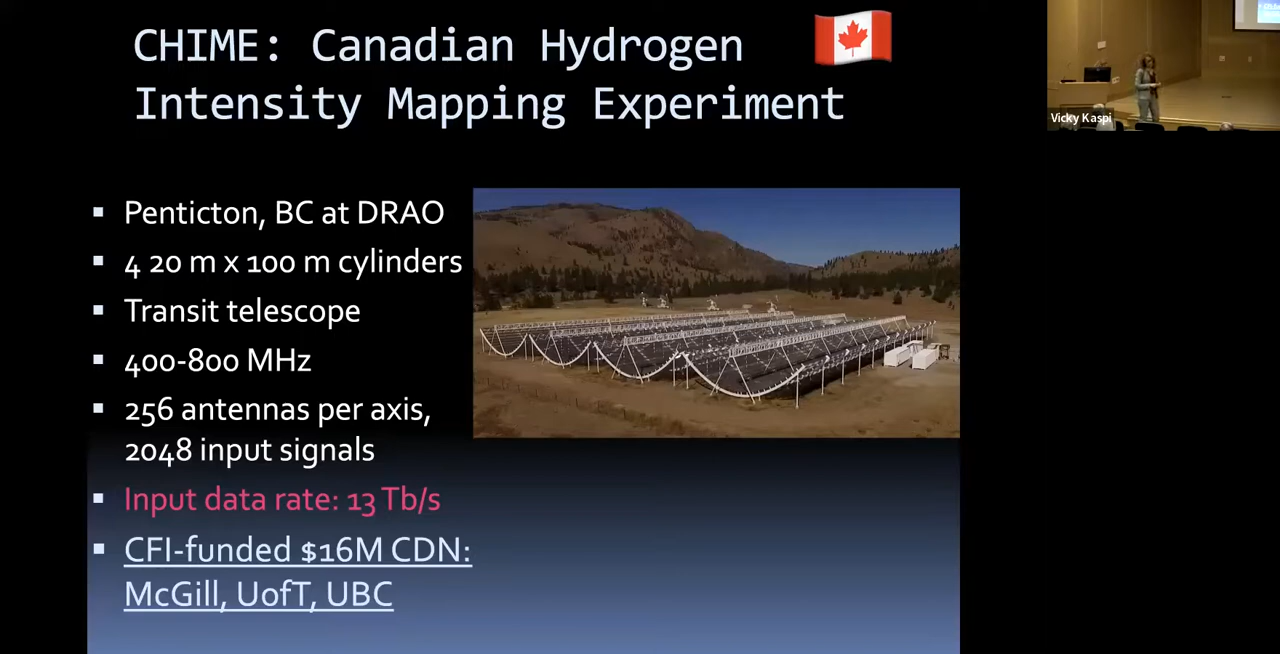 CHIME: Canadian Hydrogen
Intensity Mapping Experiment
Vicky Kaspi
▪ Penticton, BC at DRAO
▪ 4 20 m x 100 m cylinders
▪ Transit telescope
▪ 400-800 MHz
▪ 256 antennas per axis,
2048 input signals
▪ Input data rate: 13 Tb/s
▪ CFI-funded $16M CDN:
McGill, UofT, UBC